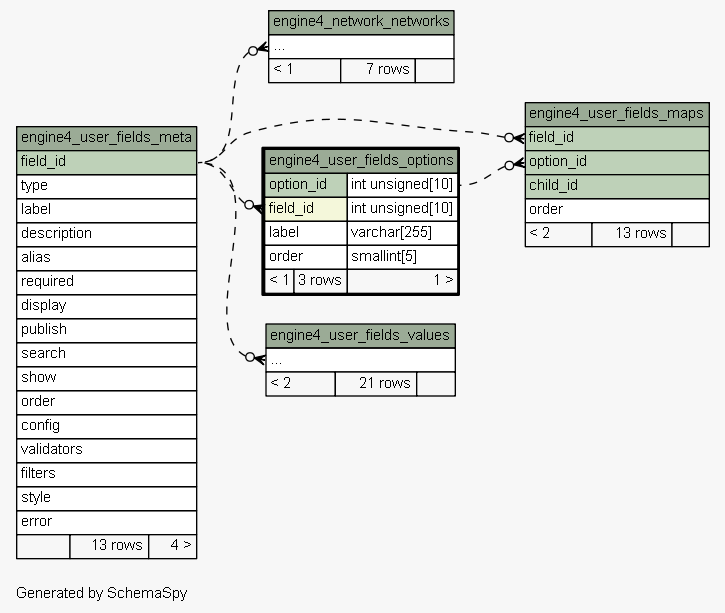 engine4_network_networks
...
< 1 7 rows
engine4_user_fields_meta
field_id
type
label
description
alias
required
display
publish
search
show
order
config
validators
filters
style
error
13 rows 4 >
engine4_user_fields_options
option_id int unsigned[10]
field_id int unsigned[10]
label varchar[255]
order smallint[5]
< 1 3 rows 1 >
engine4_user_fields_maps
field_id
option_id
child_id
order
< 2 13 rows
engine4_user_fields_values
...
< 2 21 rows
Generated by SchemaSpy